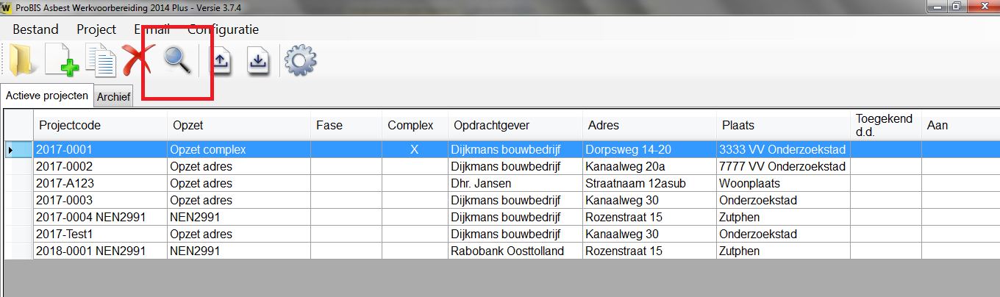 W ProBIS Asbest Werkvoorbereiding 2014 Plus - Versie 3.7.4
Bestand Project E-mail Configuratie
Actieve projecten Archief
Projectcode Opzet Fase Complex Opdrachtgever Adres Plaats Toegekend d.d. Aan
2017-0001 Opzet complex X Dijkmans bouwbedrijf Dorpsweg 14-20 3333 VV Onderzoekstad
2017-0002 Opzet adres Dijkmans bouwbedrijf Kanaalweg 20a 7777 VV Onderzoekstad
2017-A123 Opzet adres Dhr. Jansen Straatnaam 12asub Woonplaats
2017-0003 Opzet adres Dijkmans bouwbedrijf Kanaalweg 30 Onderzoekstad
2017-0004 NEN2991 NEN2991 Dijkmans bouwbedrijf Rozenstraat 15 Zutphen
2017-Test1 Opzet adres Dijkmans bouwbedrijf Kanaalweg 30 Onderzoekstad
2018-0001 NEN2991 NEN2991 Rabobank Oosttolland Rozenstraat 15 Zutphen